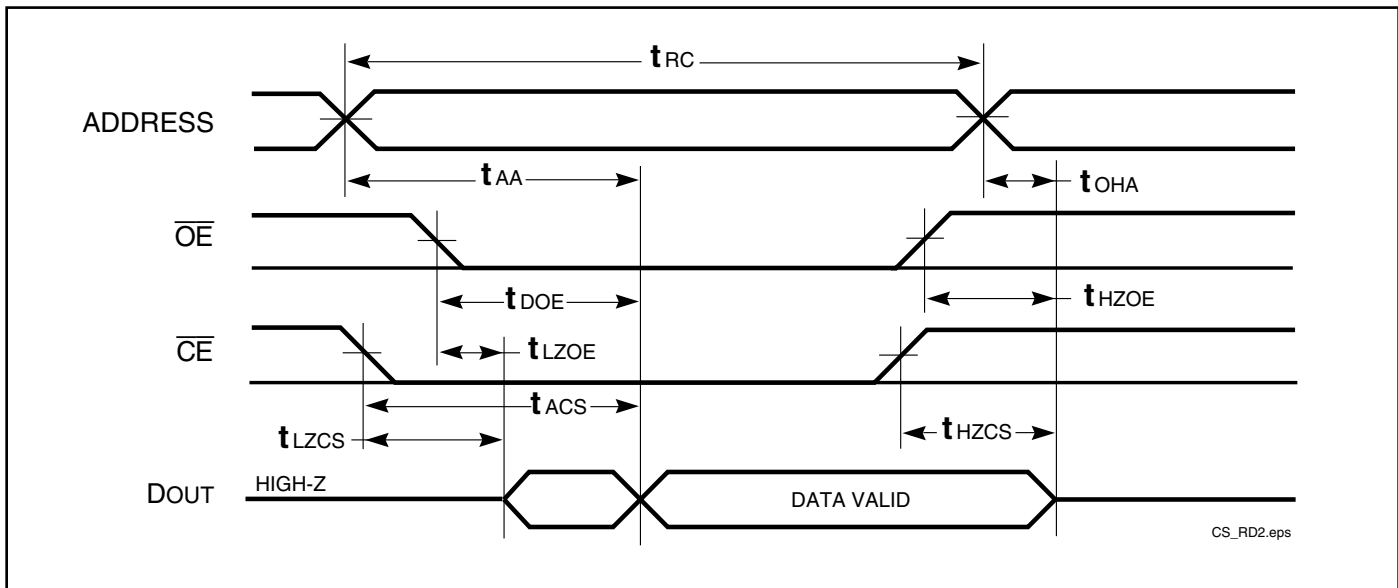 tRC
ADDRESS
tAA
tOHA
OE
tDOE
tHZOE
CE
tLZOE
tACS
tLZCS
tHZCS
DOUT
HIGH-Z
DATA VALID
CS_RD2.eps